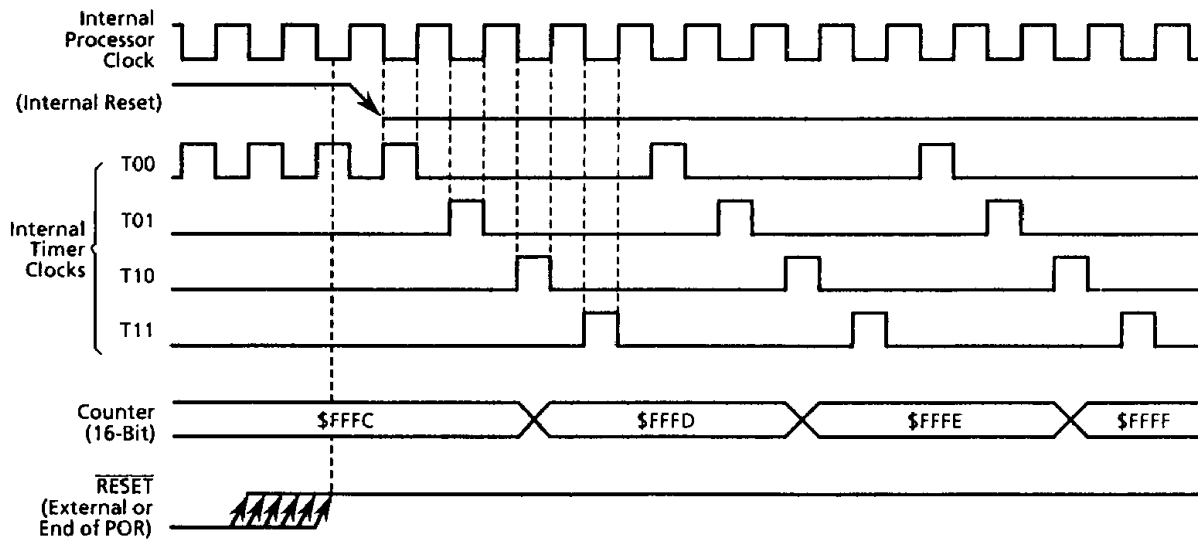 Internal
Processor
Clock
(Internal Reset)
T00
T01
Internal
Timer
Clocks
T10
T11
Counter
(16-Bit)
$FFFC
$FFFD
$FFFE
$FFFF
RESET
(External or
End of POR)